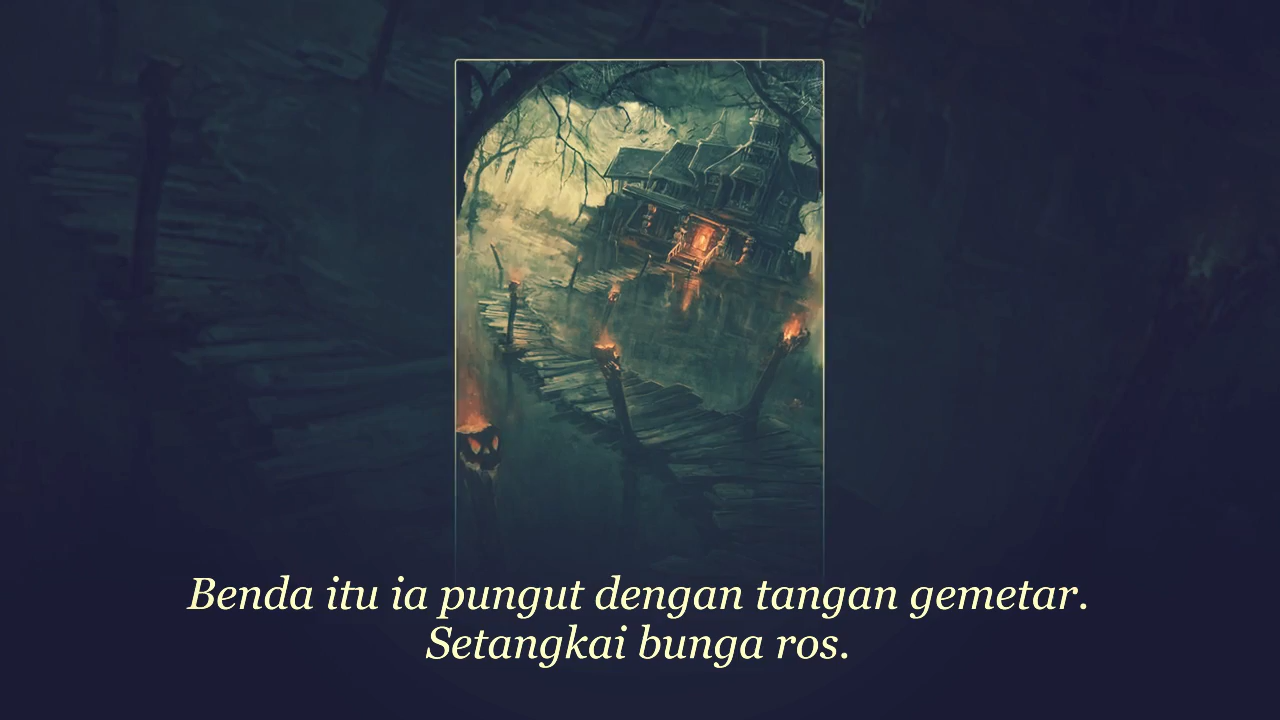 Benda itu ia pungut dengan tangan gemetar.
Setangkai bunga ros.